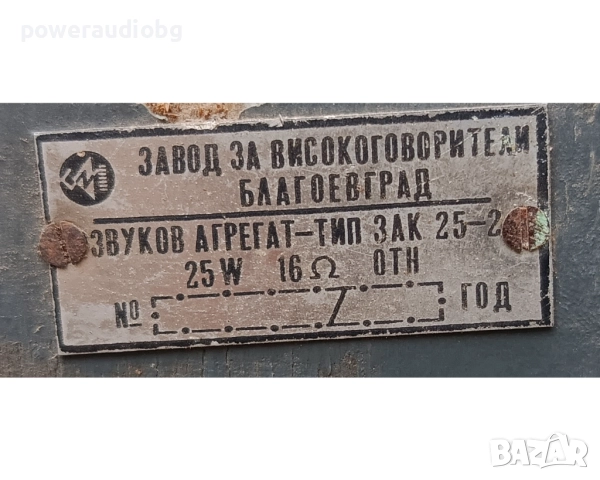 poweraudiobg
ЗАВОД ЗА ВИСОКОГОВОРИТЕЛИ
БЛАГОЕВГРАД
ЗВУКОВ АГРЕГАТ-ТИП ЗАК 25-2
25W 16Ω ОТН
№ / ГОД
BAZAR